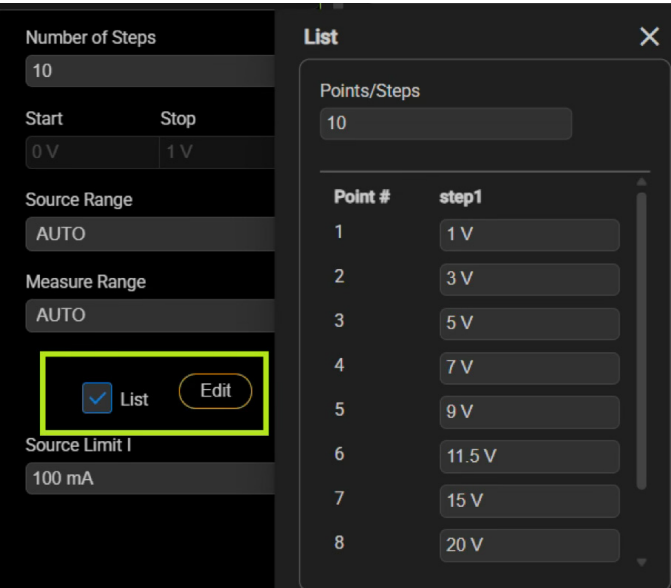 Number of Steps
10
Start Stop
0 V 1 V
Source Range
AUTO
Measure Range
AUTO
List Edit
Source Limit I
100 mA
List
Points/Steps
10
Point # step1
1 1 V
2 3 V
3 5 V
4 7 V
5 9 V
6 11.5 V
7 15 V
8 20 V